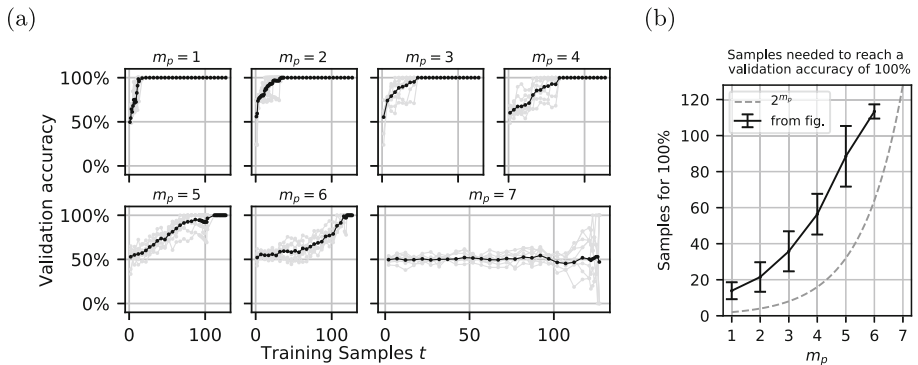 (a)
(b)
m_p = 1
m_p = 2
m_p = 3
m_p = 4
100%
50%
0%
m_p = 5
m_p = 6
m_p = 7
100%
50%
0%
0 100
0 100
0 50 100
Validation accuracy
Training Samples t
Samples needed to reach a
validation accuracy of 100%
2^{m_p}
from fig.
120
100
80
60
40
20
0
1 2 3 4 5 6 7
Samples for 100%
m_p